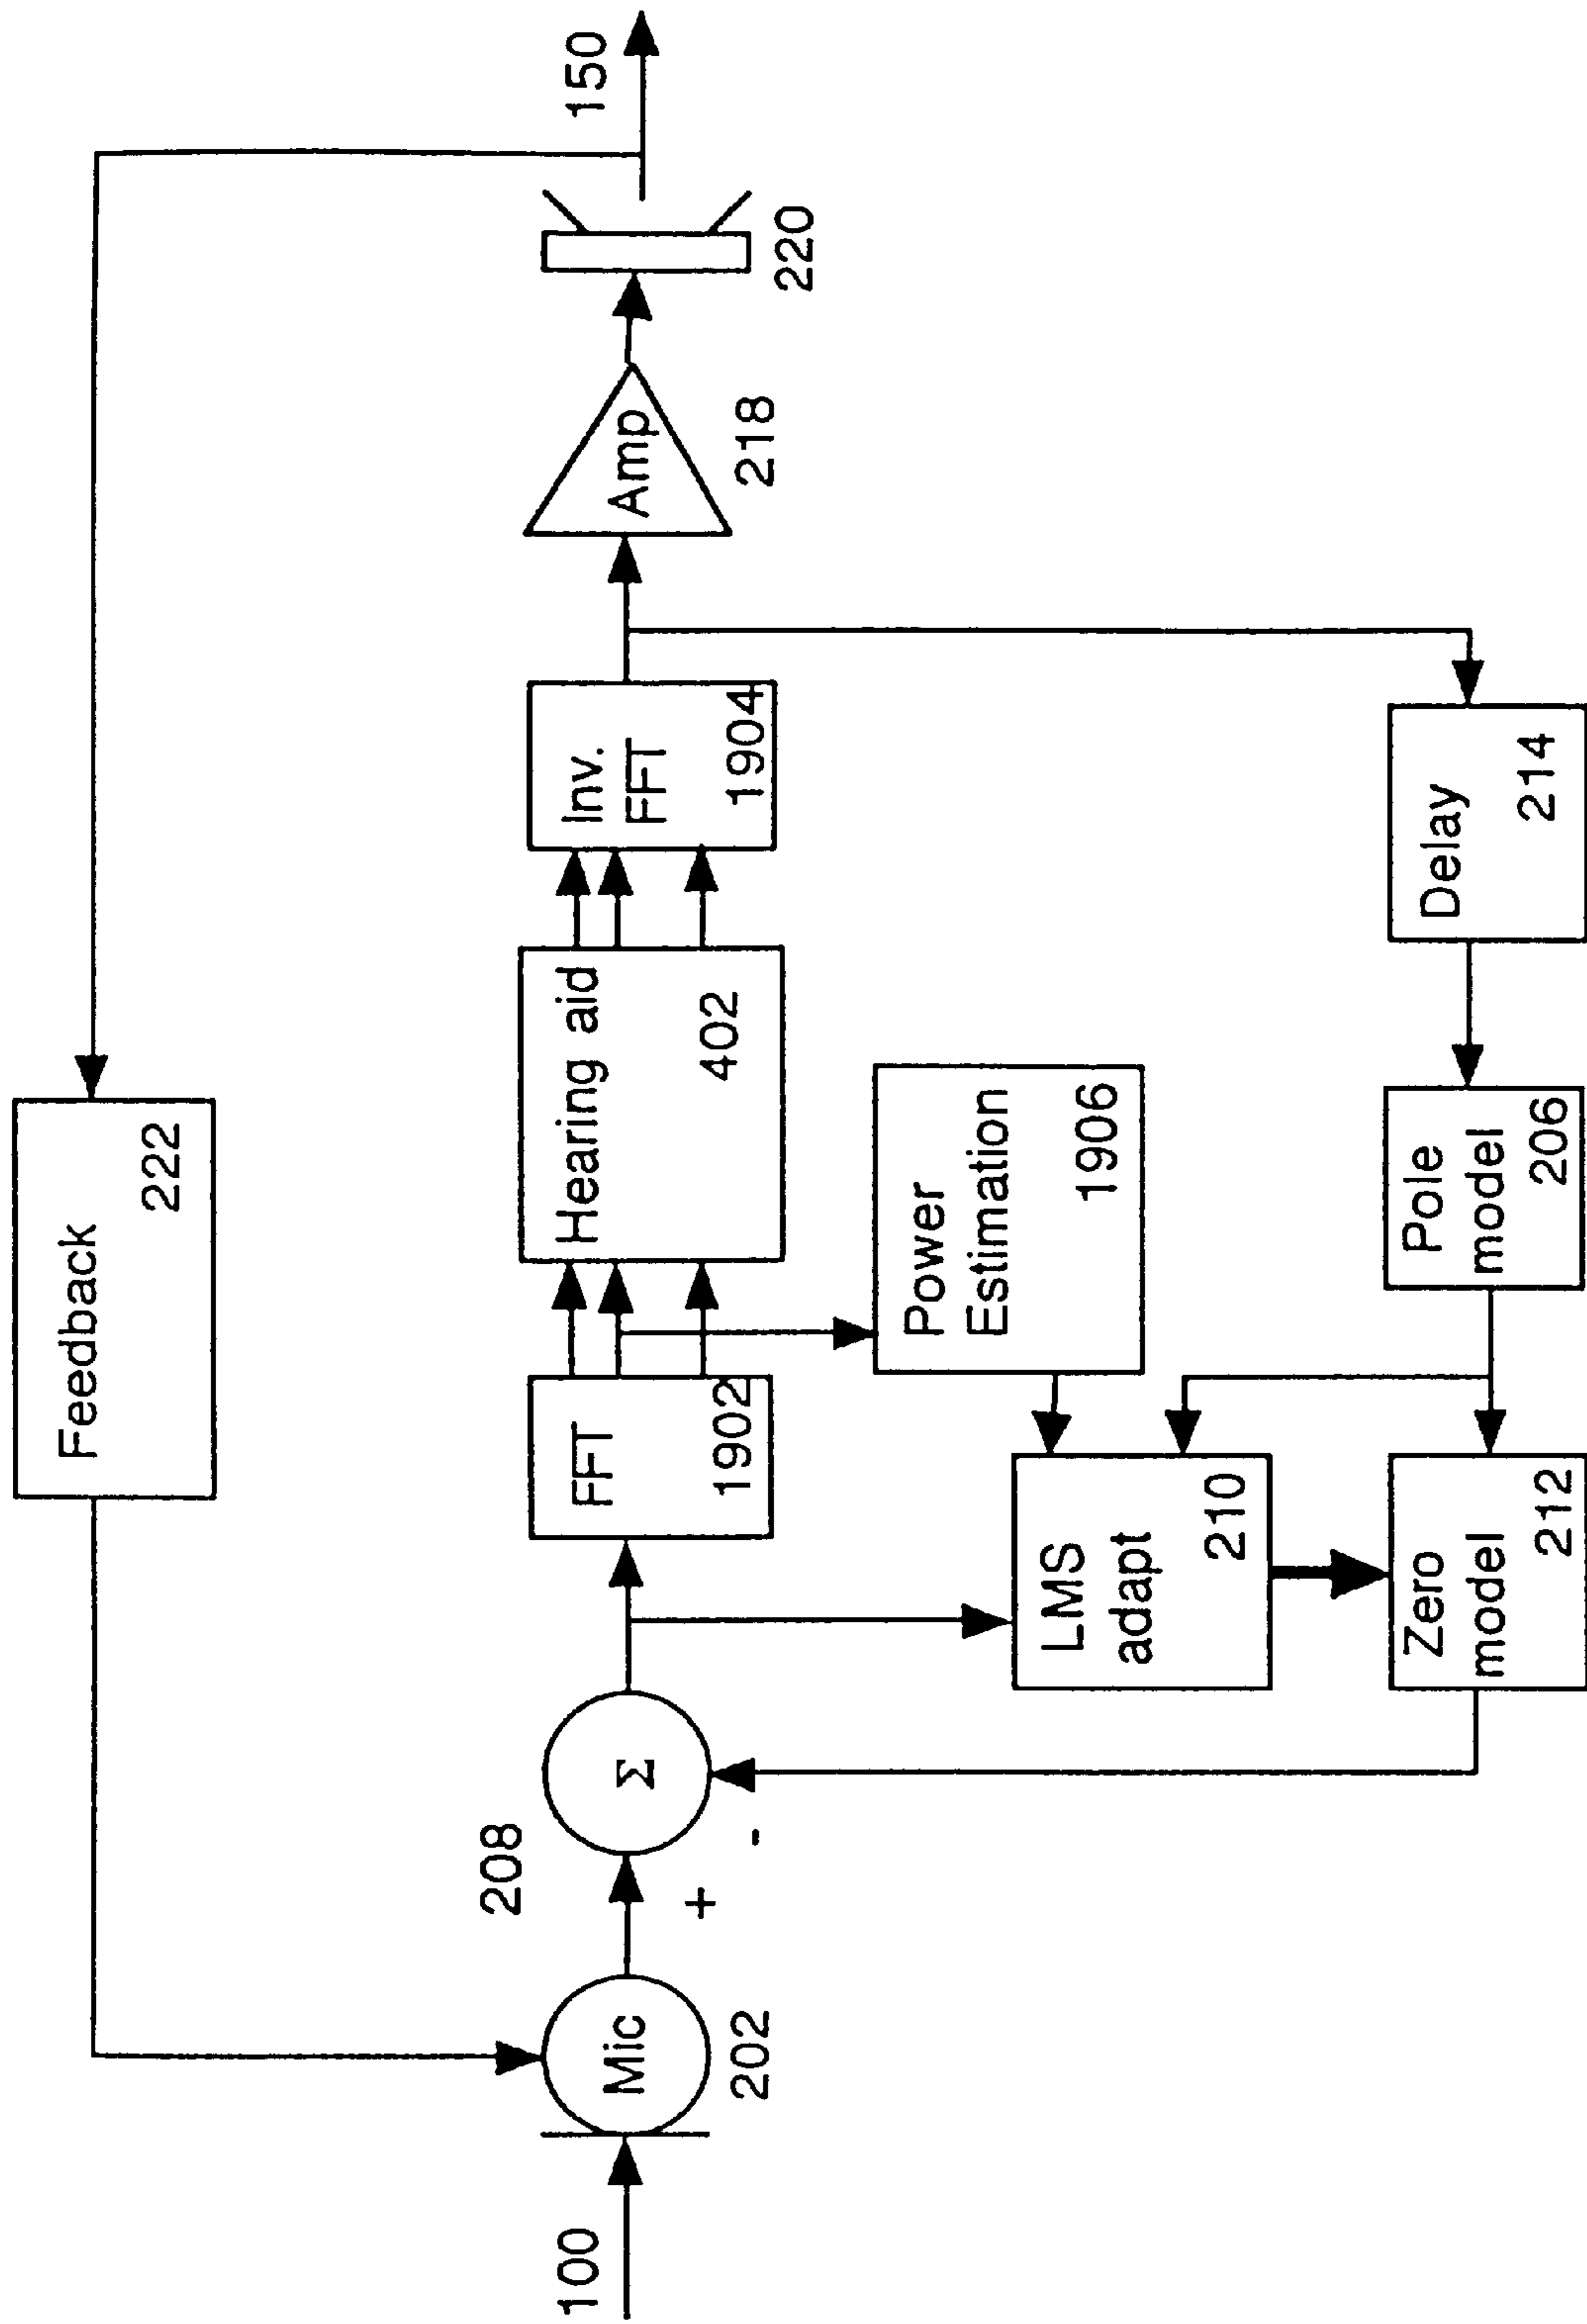 Feedback
222
150
220
Amp
218
Inv.
FFT
1904
Hearing aid
402
FFT
1902
208
Σ
+
-
Mic
202
100
Power
Estimation
1906
LMS
adapt
210
Zero
model
212
Pole
model
206
Delay
214